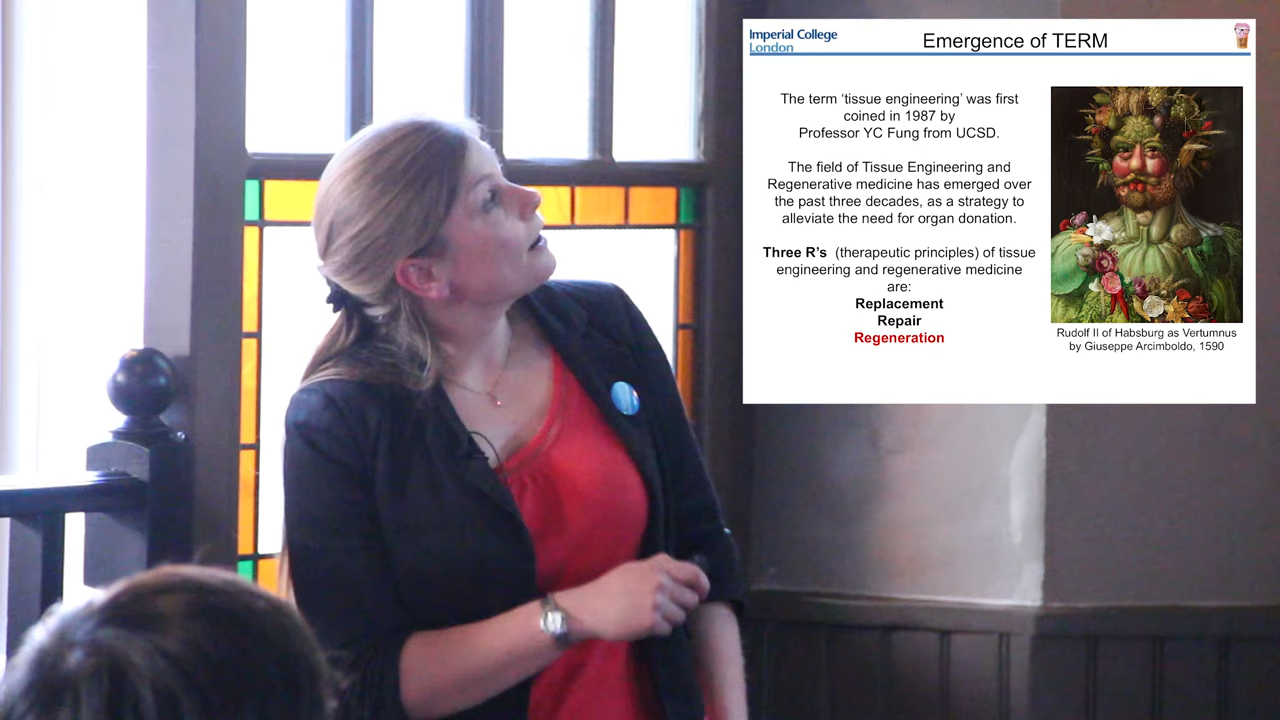 Imperial College
London
Emergence of TERM
The term ‘tissue engineering’ was first
coined in 1987 by
Professor YC Fung from UCSD.
The field of Tissue Engineering and
Regenerative medicine has emerged over
the past three decades, as a strategy to
alleviate the need for organ donation.
Three R’s (therapeutic principles) of tissue
engineering and regenerative medicine
are:
Replacement
Repair
Regeneration
Rudolf II of Habsburg as Vertumnus
by Giuseppe Arcimboldo, 1590